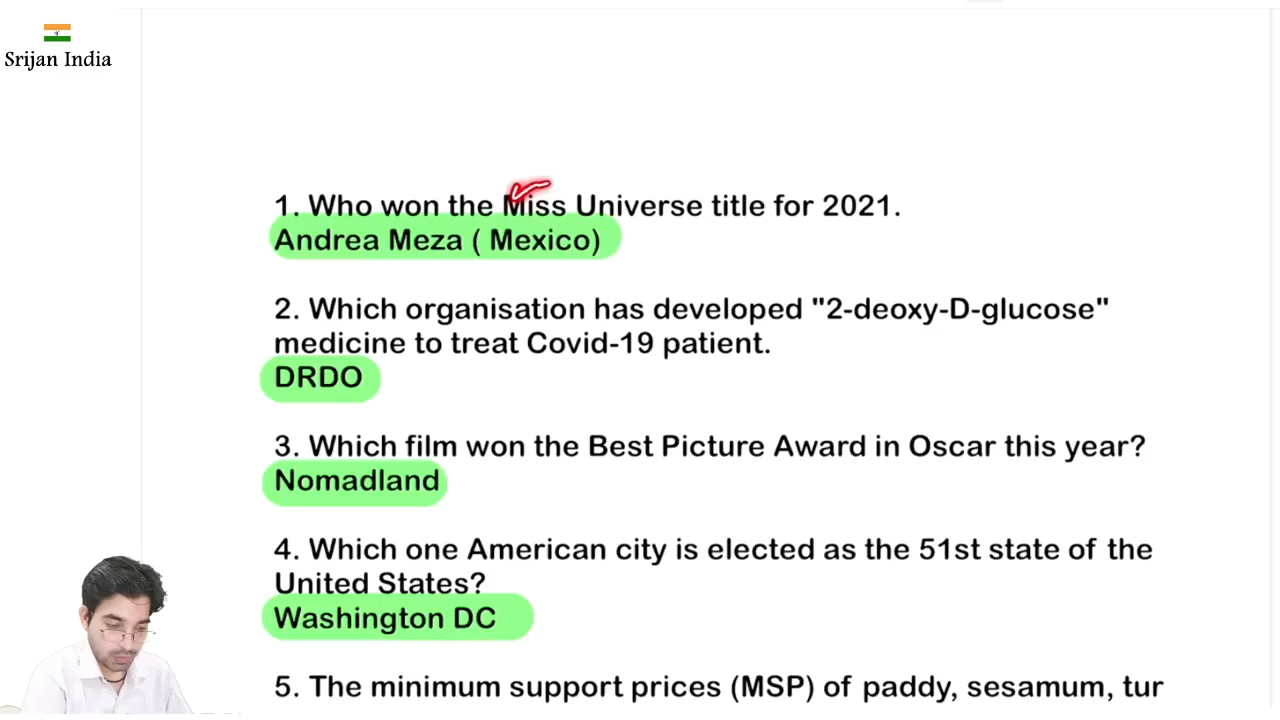 Srijan India
1. Who won the Miss Universe title for 2021.
Andrea Meza ( Mexico)
2. Which organisation has developed "2-deoxy-D-glucose"
medicine to treat Covid-19 patient.
DRDO
3. Which film won the Best Picture Award in Oscar this year?
Nomadland
4. Which one American city is elected as the 51st state of the
United States?
Washington DC
5. The minimum support prices (MSP) of paddy, sesamum, tur